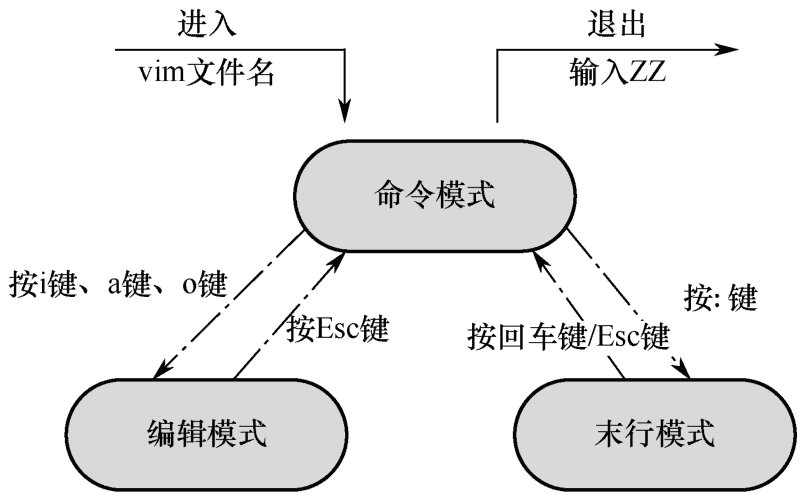 进入
退出
vim文件名
输入ZZ
命令模式
按i键、a键、o键
按:键
按Esc键
按回车键/Esc键
编辑模式
末行模式